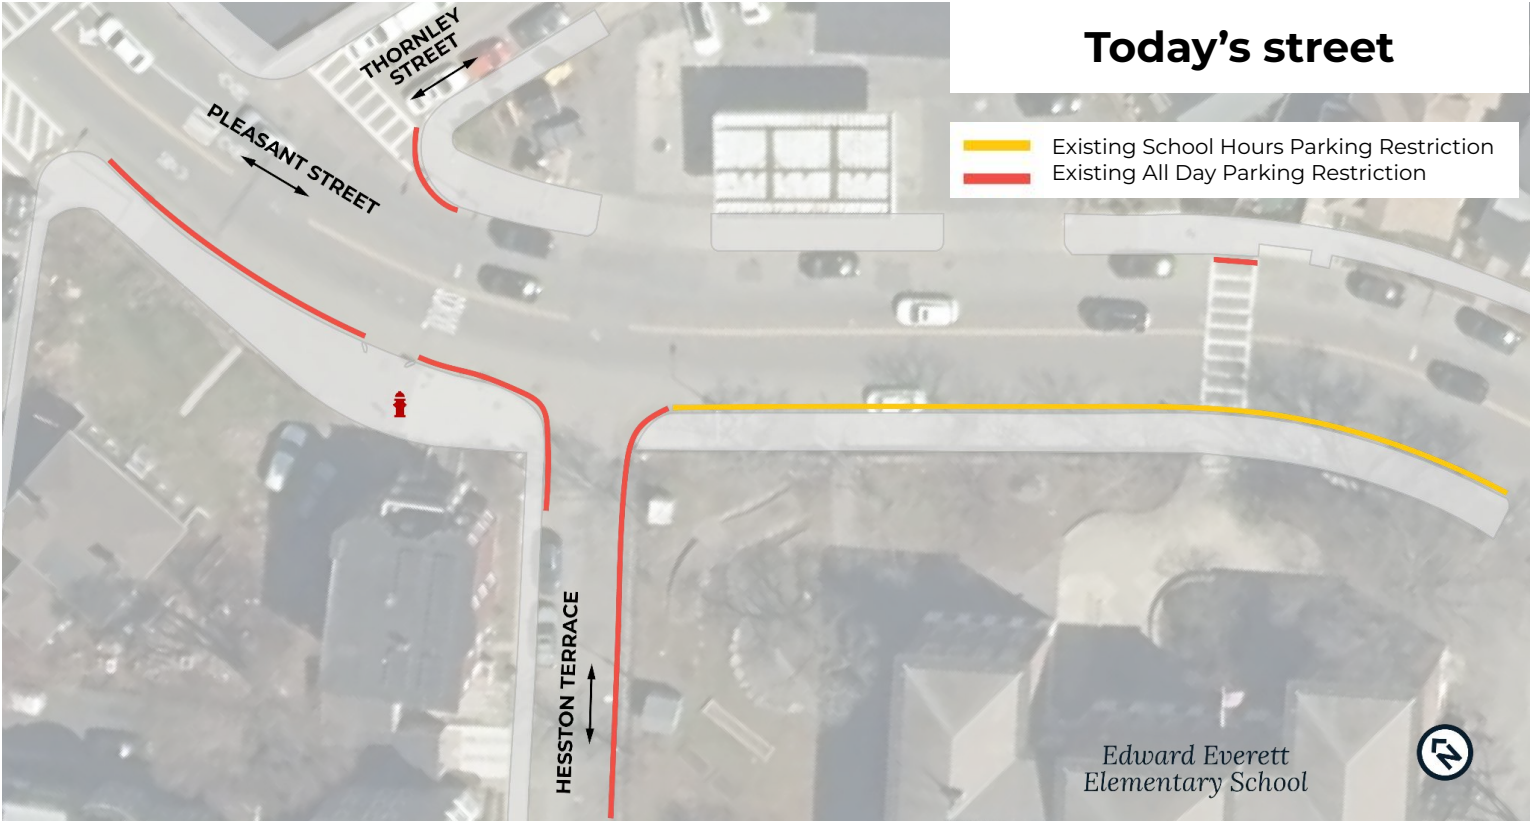 Today's street
Existing School Hours Parking Restriction
Existing All Day Parking Restriction
THORNLEY
STREET
PLEASANT STREET
HESSTON TERRACE
Edward Everett
Elementary School
N